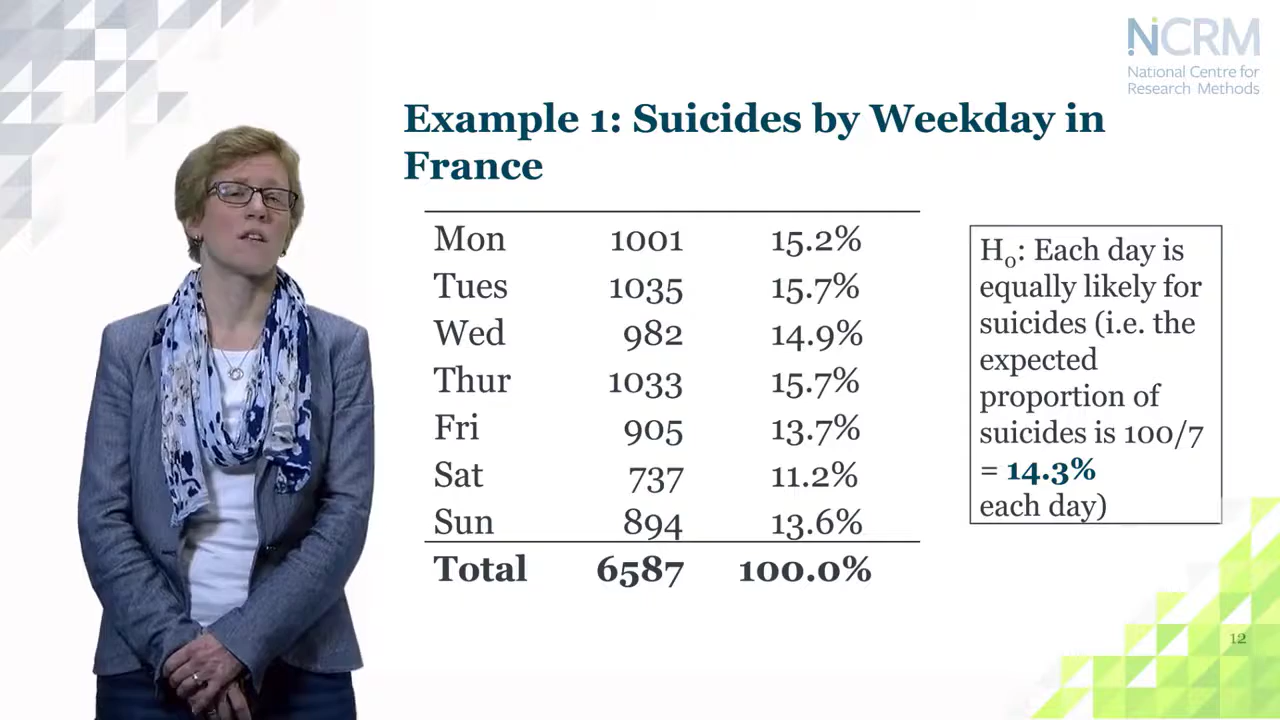 NCRM
National Centre for
Research Methods
Example 1: Suicides by Weekday in
France
Mon 1001 15.2%
Tues 1035 15.7%
Wed 982 14.9%
Thur 1033 15.7%
Fri 905 13.7%
Sat 737 11.2%
Sun 894 13.6%
Total 6587 100.0%
H₀: Each day is
equally likely for
suicides (i.e. the
expected
proportion of
suicides is 100/7
= 14.3%
each day)
12